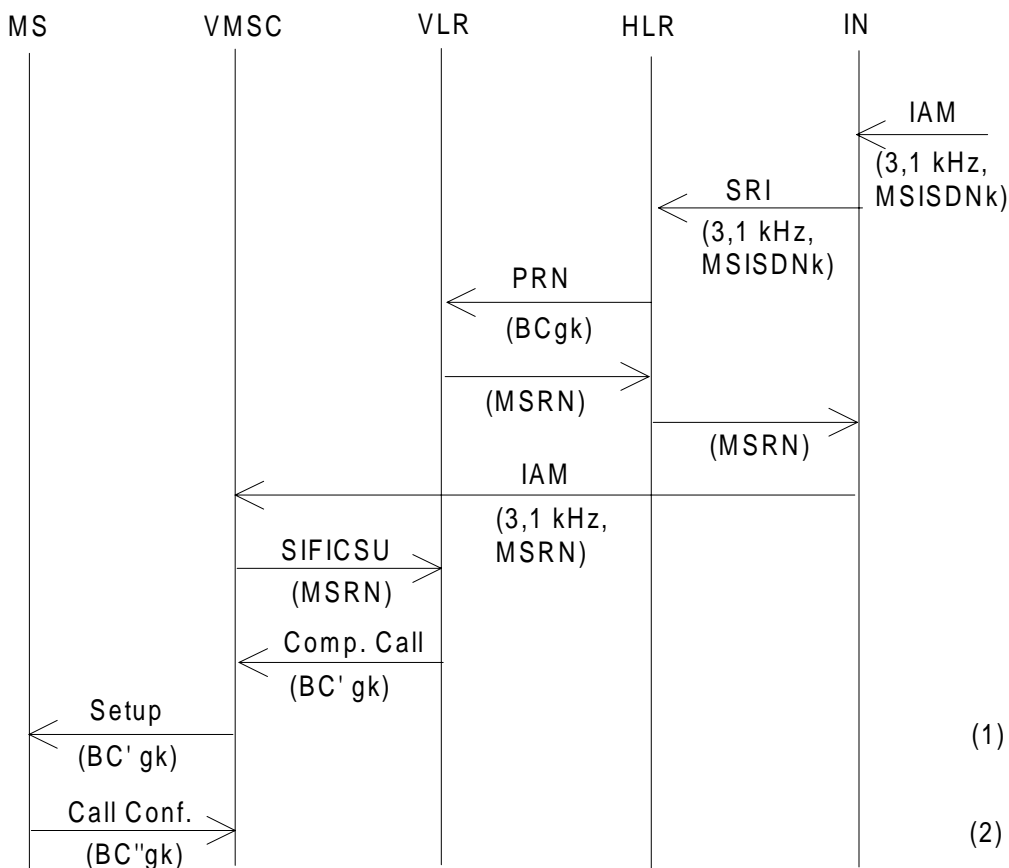 MS VMSC VLR HLR IN
IAM
(3,1 kHz,
MSISDNk)
SRI
(3,1 kHz,
MSISDNk)
PRN
(BCgk)
(MSRN)
(MSRN)
IAM
(3,1 kHz,
MSRN)
SIFICSU
(MSRN)
Comp. Call
(BC' gk)
Setup
(BC' gk)
(1)
Call Conf.
(BC"gk)
(2)